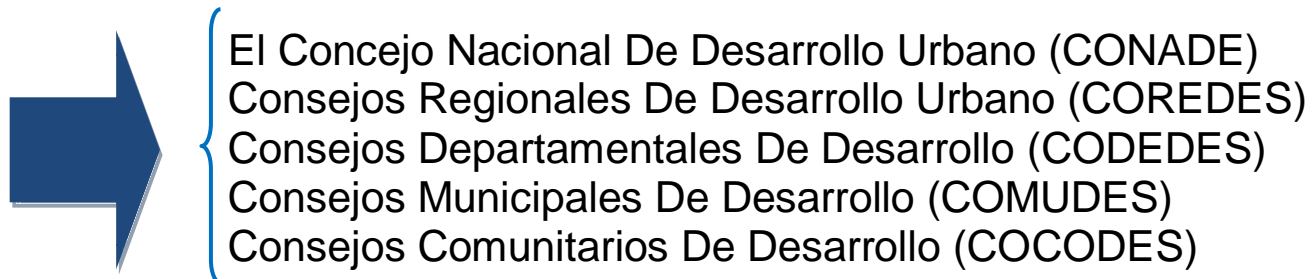 El Concejo Nacional De Desarrollo Urbano (CONADE)
Consejos Regionales De Desarrollo Urbano (COREDES)
Consejos Departamentales De Desarrollo (CODEDES)
Consejos Municipales De Desarrollo (COMUDES)
Consejos Comunitarios De Desarrollo (COCODES)